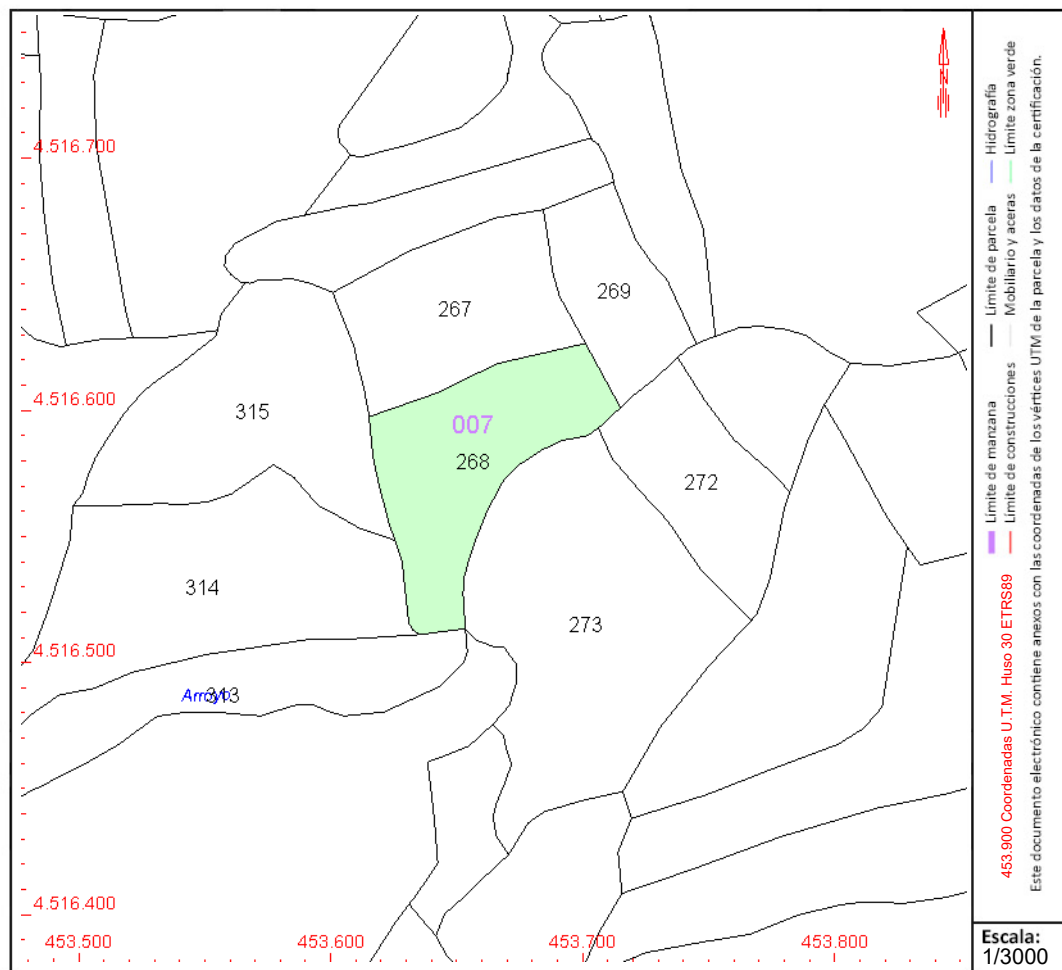 4.516.700
4.516.600
4.516.500
4.516.400
453.500
453.600
453.700
453.800
267
269
315
007
268
272
314
273
Arroyo
313
N
Límite de manzana
Límite de parcela
Hidrografía
Límite de construcciones
Mobiliario y aceras
Límite zona verde
453.900 Coordenadas U.T.M. Huso 30 ETRS89
Este documento electrónico contiene anexos con las coordenadas de los vértices UTM de la parcela y los datos de la certificación.
Escala:
1/3000